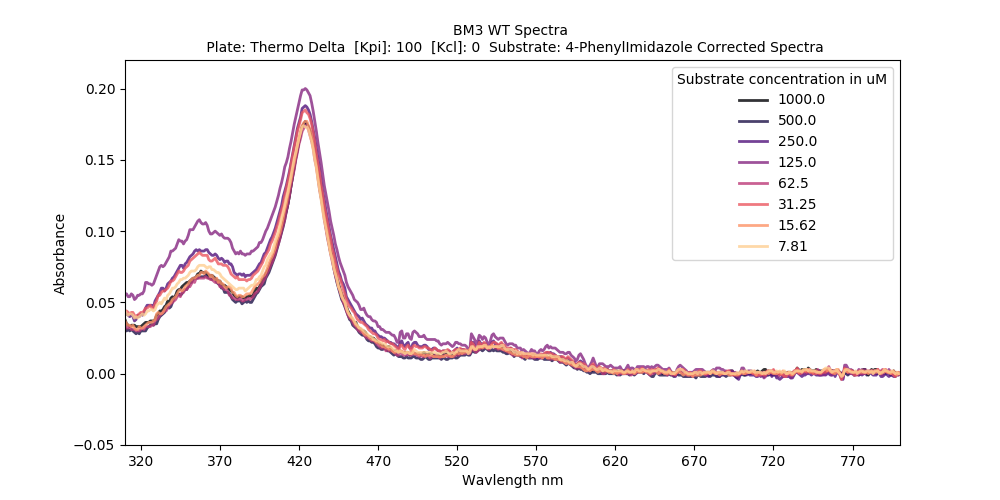 BM3 WT Spectra
Plate: Thermo Delta  [Kpi]: 100  [Kcl]: 0  Substrate: 4-PhenylImidazole Corrected Spectra
Absorbance
0.20
0.15
0.10
0.05
0.00
−0.05
Substrate concentration in uM
1000.0
500.0
250.0
125.0
62.5
31.25
15.62
7.81
320 370 420 470 520 570 620 670 720 770
Wavlength nm